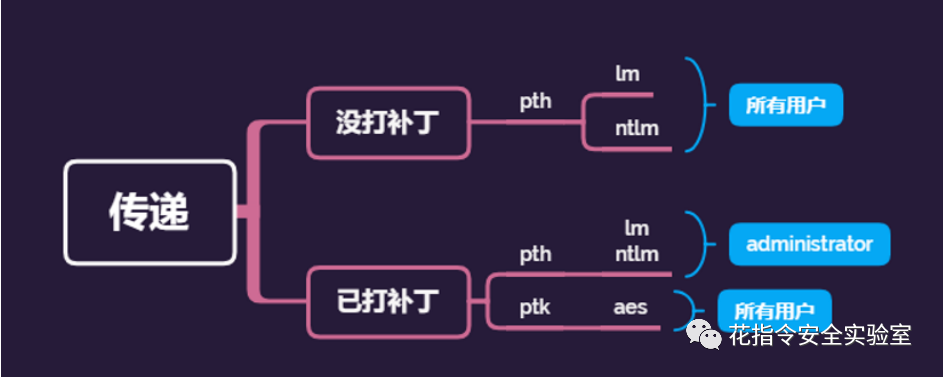 传递
没打补丁
pth
lm
ntlm
所有用户
已打补丁
pth
lm
ntlm
administrator
ptk
aes
所有用户
花指令安全实验室